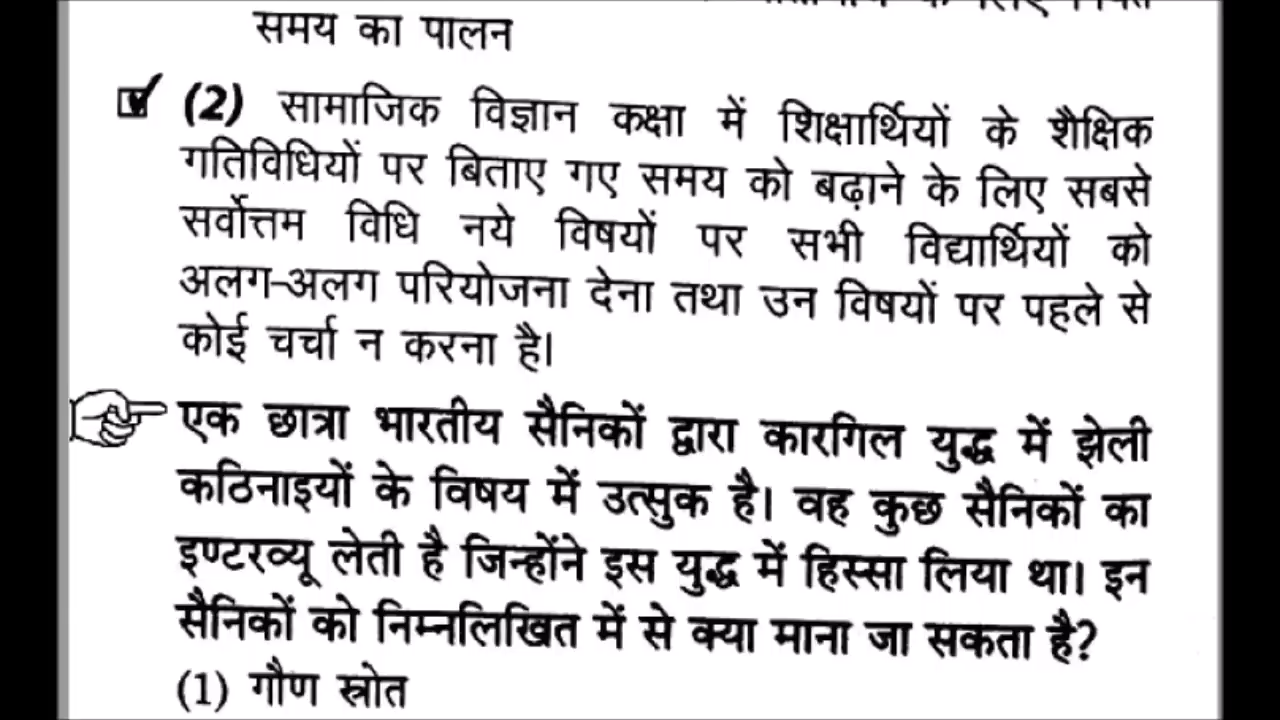 समय का पालन
(2) सामाजिक विज्ञान कक्षा में शिक्षार्थियों के शैक्षिक
गतिविधियों पर बिताए गए समय को बढ़ाने के लिए सबसे
सर्वोत्तम विधि नये विषयों पर सभी विद्यार्थियों को
अलग-अलग परियोजना देना तथा उन विषयों पर पहले से
कोई चर्चा न करना है।
एक छात्रा भारतीय सैनिकों द्वारा कारगिल युद्ध में झेली
कठिनाइयों के विषय में उत्सुक है। वह कुछ सैनिकों का
इण्टरव्यू लेती है जिन्होंने इस युद्ध में हिस्सा लिया था। इन
सैनिकों को निम्नलिखित में से क्या माना जा सकता है?
(1) गौण स्रोत